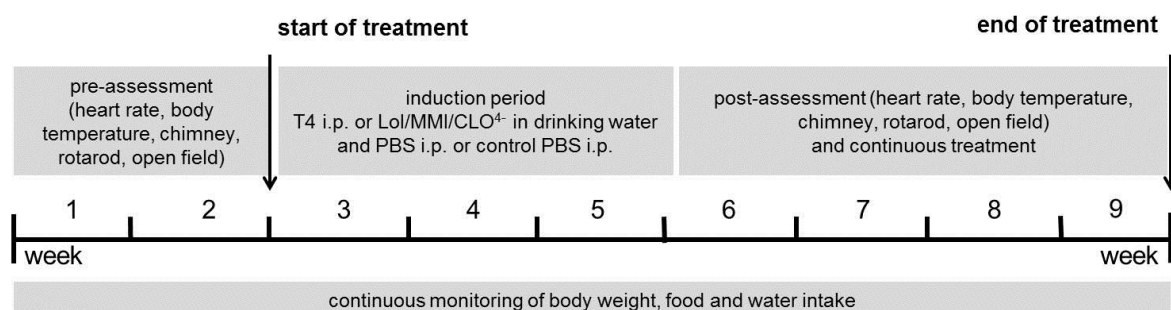 start of treatment
end of treatment
pre-assessment
(heart rate, body
temperature, chimney,
rotarod, open field)
induction period
T4 i.p. or LoI/MMI/CLO⁴⁻ in drinking water
and PBS i.p. or control PBS i.p.
post-assessment (heart rate, body temperature,
chimney, rotarod, open field)
and continuous treatment
1 2 3 4 5 6 7 8 9
week week
continuous monitoring of body weight, food and water intake